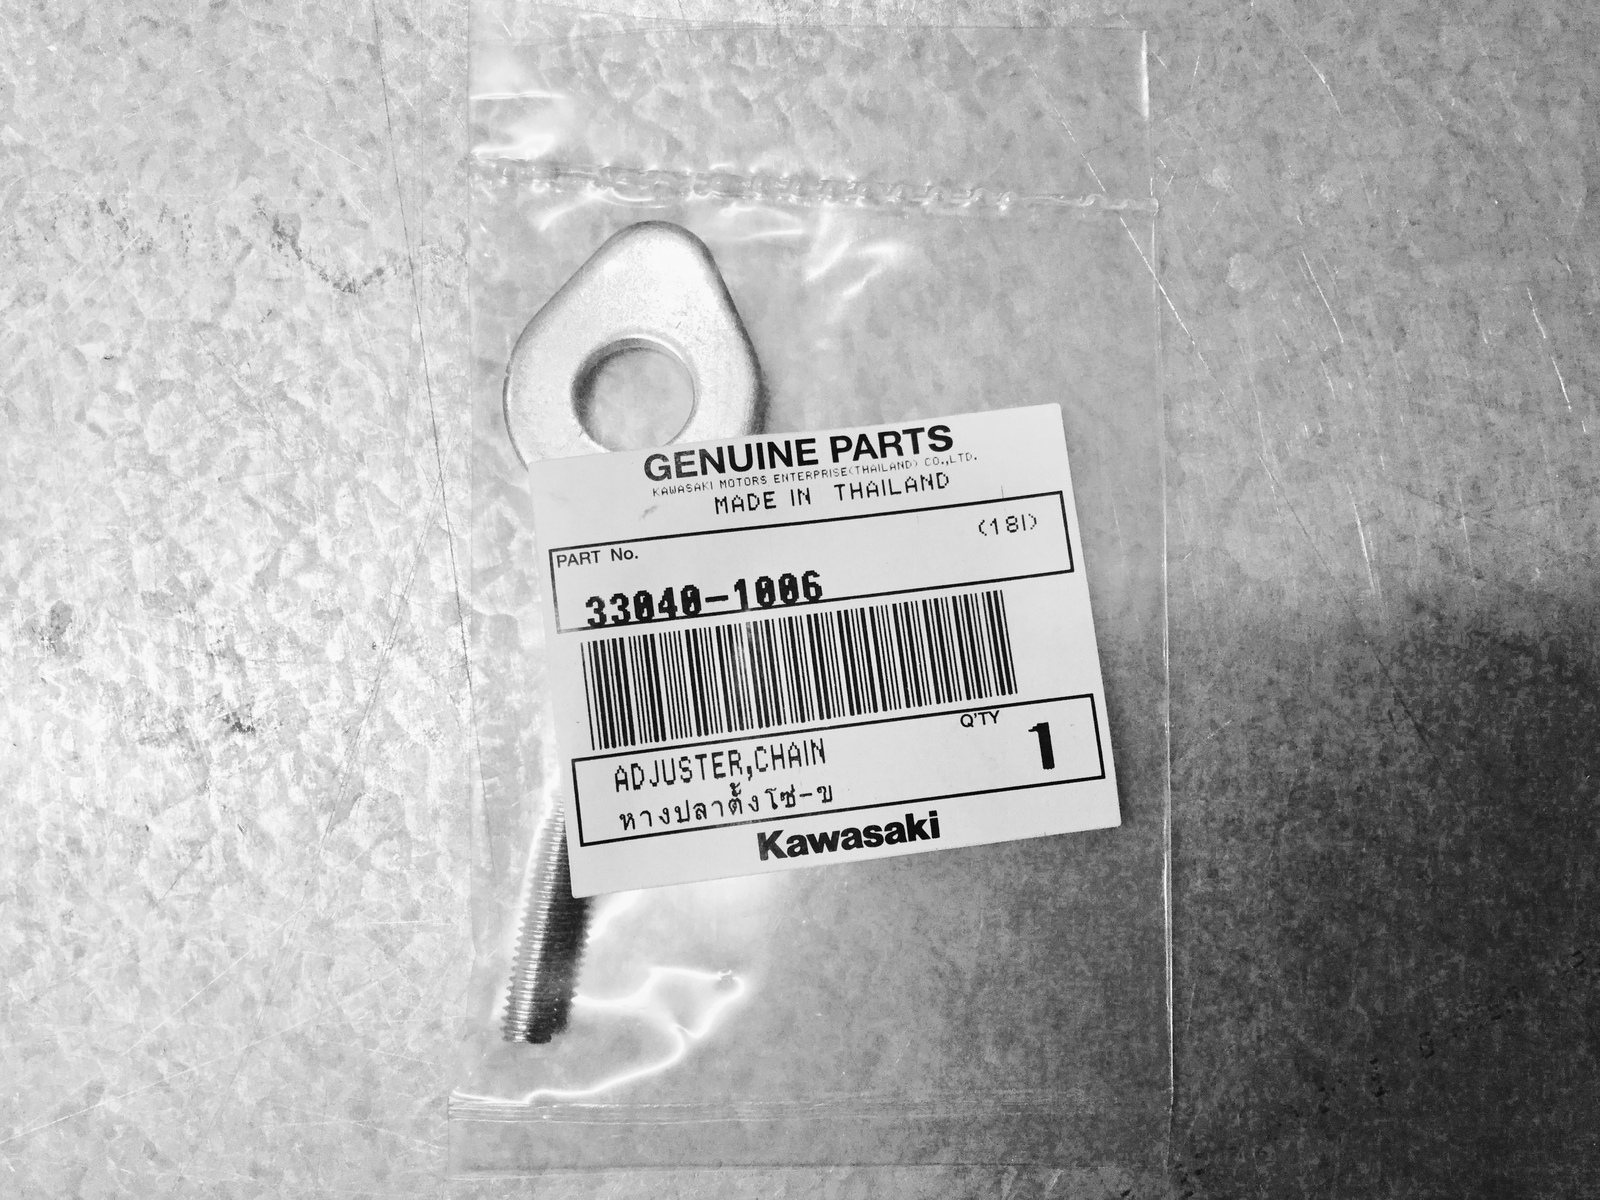 GENUINE PARTS
KAWASAKI MOTORS ENTERPRISE(THAILAND) CO.,LTD.
MADE IN THAILAND
(18I)
PART No.
33040-1006
Q'TY
1
ADJUSTER,CHAIN
หางปลาตั้งโซ่-ข
Kawasaki